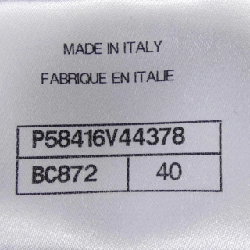 MADE IN ITALY
FABRIQUE EN ITALIE
P58416V44378
BC872 40